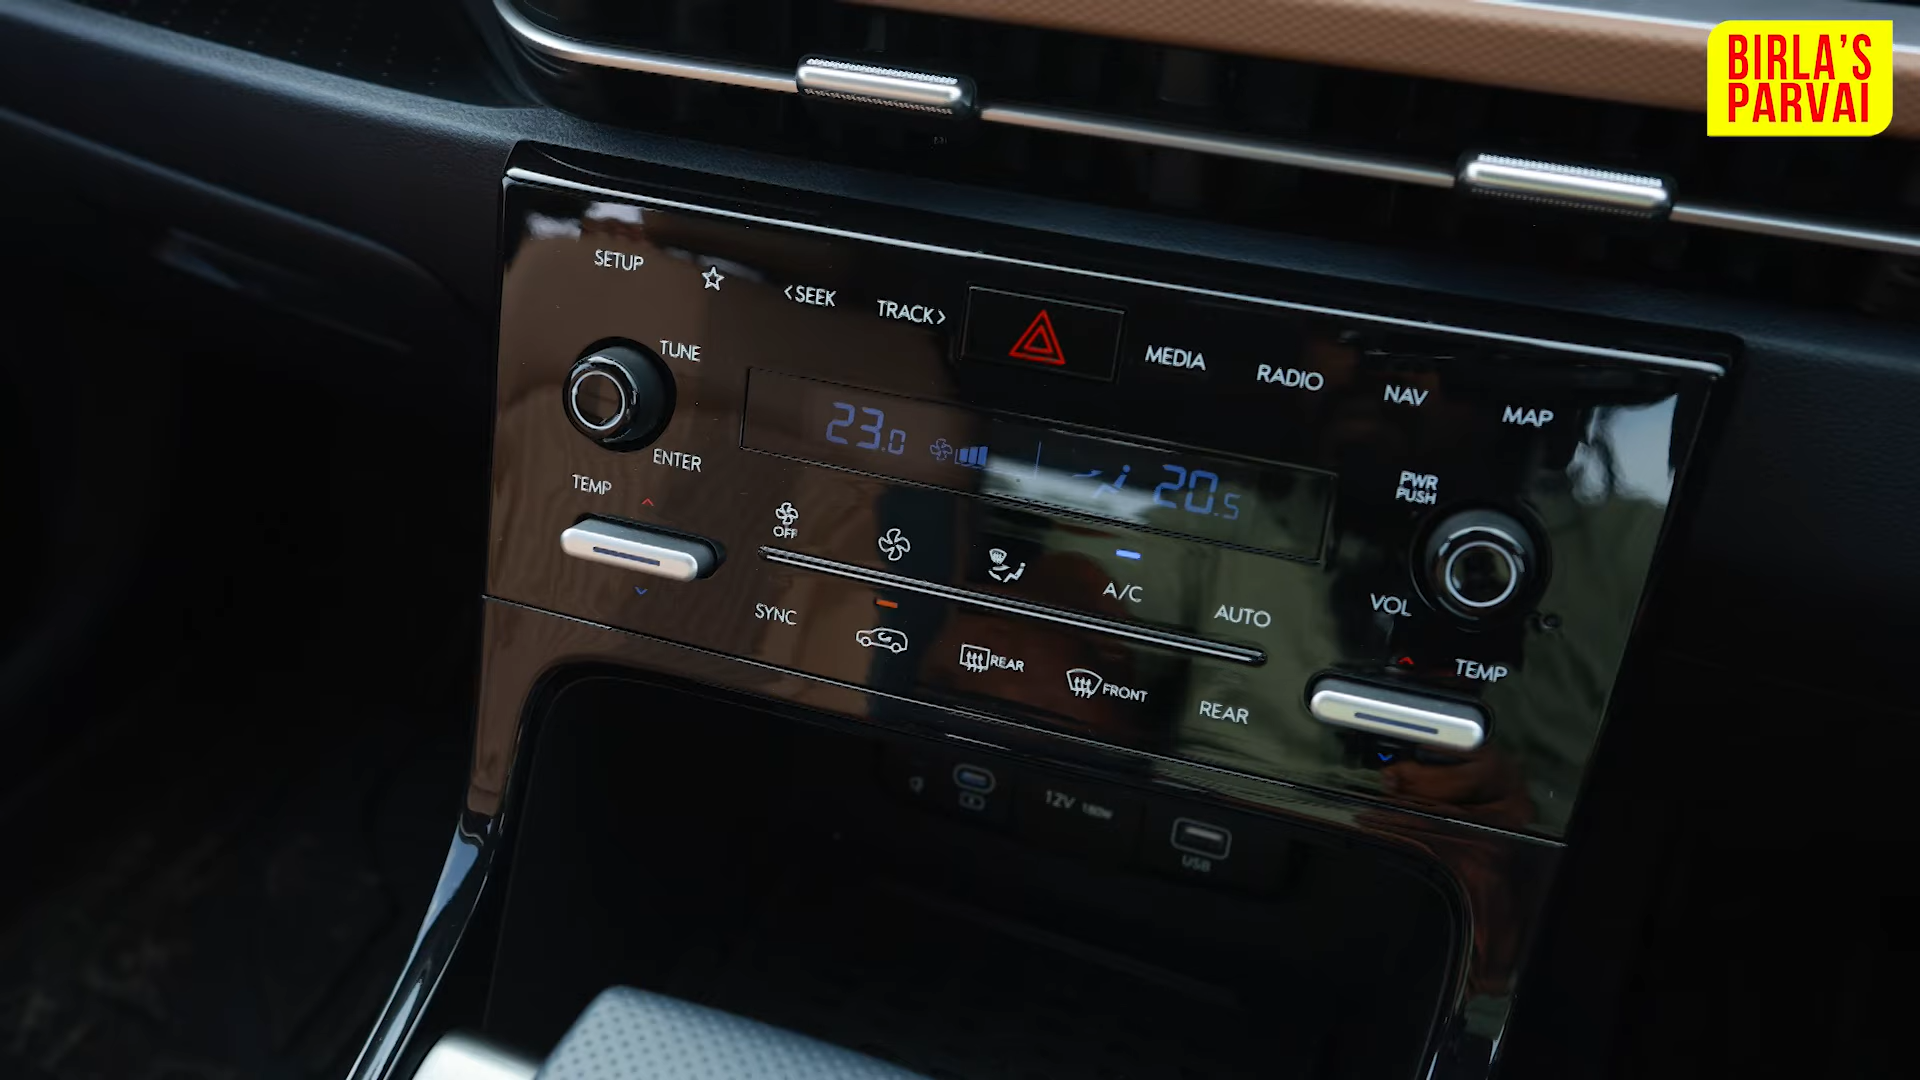 BIRLA'S
PARVAI
SETUP
<SEEK
TRACK>
MEDIA
RADIO
NAV
MAP
TUNE
ENTER
23.0
20.5
PWR
PUSH
VOL
TEMP
OFF
A/C
AUTO
SYNC
REAR
FRONT
REAR
TEMP
12V 180W
USB